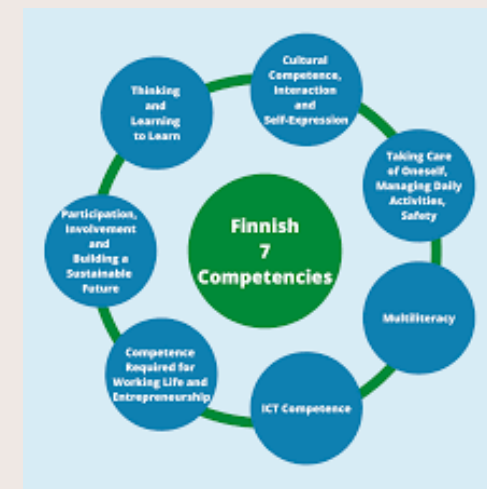 Cultural
Competence,
Interaction
and
Self-Expression
Thinking
and
Learning
to Learn
Taking Care
of Oneself,
Managing Daily
Activities,
Safety
Participation,
Involvement
and
Building a
Sustainable
Future
Finnish
7
Competencies
Multiliteracy
Competence
Required for
Working Life and
Entrepreneurship
ICT Competence